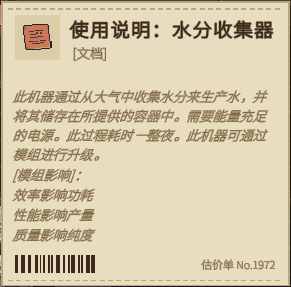 使用说明：水分收集器
[文档]
此机器通过从大气中收集水分来生产水，并
将其储存在所提供的容器中。需要能量充足
的电源。此过程耗时一整夜。此机器可通过
模组进行升级。
[模组影响]：
效率影响功耗
性能影响产量
质量影响纯度
估价单 No.1972